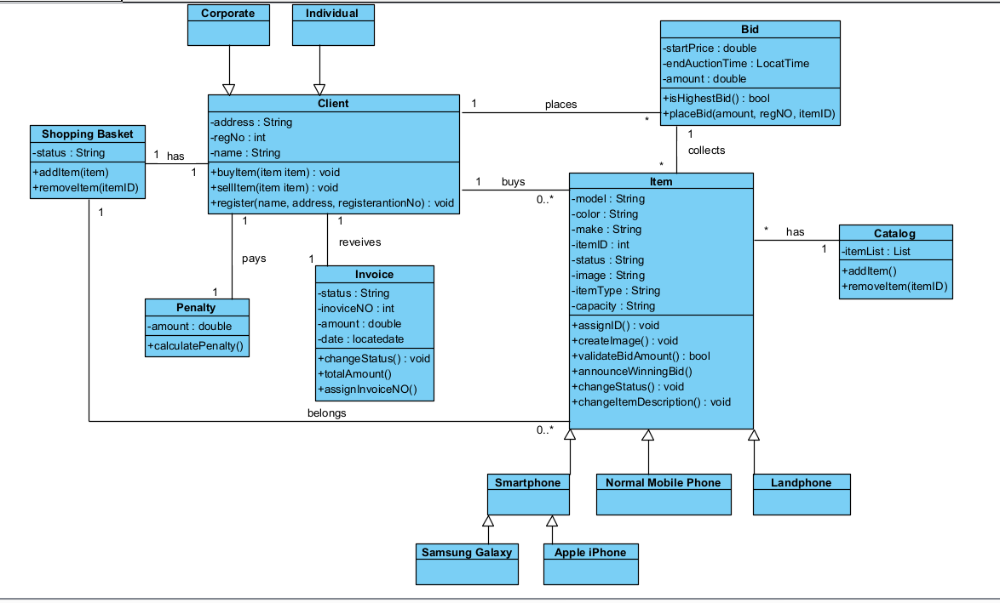 Corporate
Individual
Bid
-startPrice : double
-endAuctionTime : LocatTime
-amount : double
+isHighestBid() : bool
+placeBid(amount, regNO, itemID)
Client
-address : String
-regNo : int
-name : String
+buyItem(item item) : void
+sellItem(item item) : void
+register(name, address, registerantionNo) : void
1
places
*
Shopping Basket
-status : String
+addItem(item)
+removeItem(itemID)
1 has
1
1
collects
*
1 buys
0..*
Item
-model : String
-color : String
-make : String
-itemID : int
-status : String
-image : String
-itemType : String
-capacity : String
+assignID() : void
+createImage() : void
+validateBidAmount() : bool
+announceWinningBid()
+changeStatus() : void
+changeItemDescription() : void
* has
1
Catalog
-itemList : List
+addItem()
+removeItem(itemID)
1
1
pays
1
1
reveives
1
Penalty
-amount : double
+calculatePenalty()
Invoice
-status : String
-inoviceNO : int
-amount : double
-date : locatedate
+changeStatus() : void
+totalAmount()
+assignInvoiceNO()
belongs
0..*
Smartphone
Normal Mobile Phone
Landphone
Samsung Galaxy
Apple iPhone